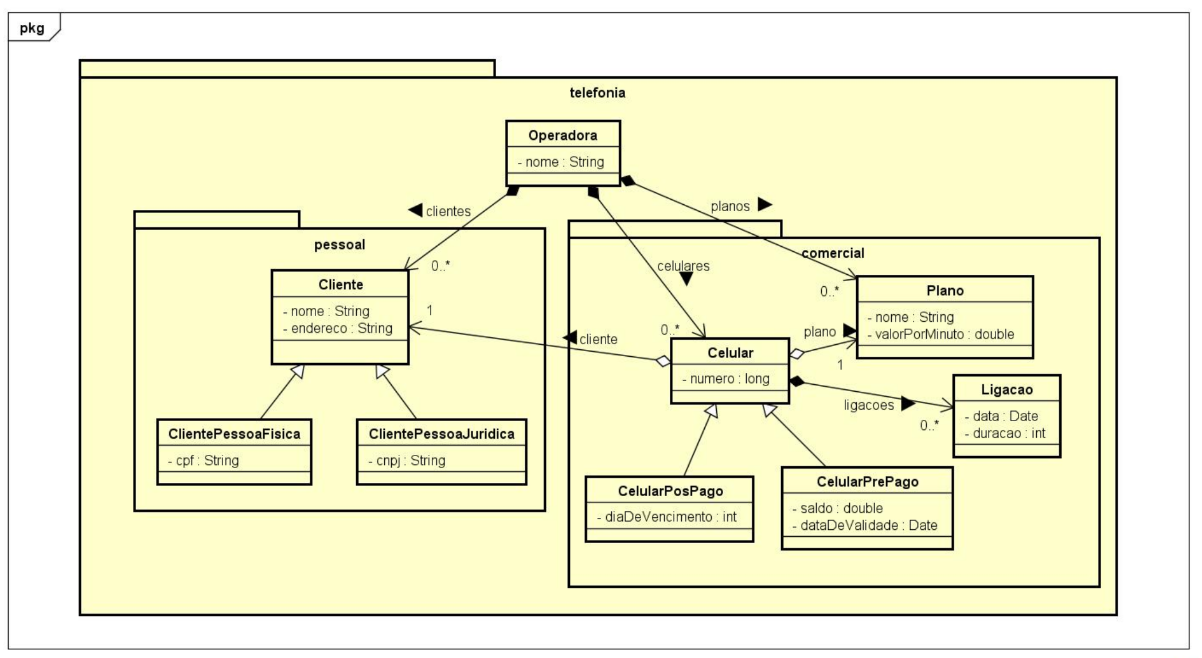 pkg
telefonia
Operadora
- nome : String
clientes
planos
pessoal
comercial
celulares
0..*
Cliente
- nome : String
- endereco : String
1
0..*
Plano
- nome : String
- valorPorMinuto : double
cliente
0..*
plano
1
Celular
- numero : long
ligacoes
0..*
Ligacao
- data : Date
- duracao : int
ClientePessoaFisica
- cpf : String
ClientePessoaJuridica
- cnpj : String
CelularPosPago
- diaDeVencimento : int
CelularPrePago
- saldo : double
- dataDeValidade : Date